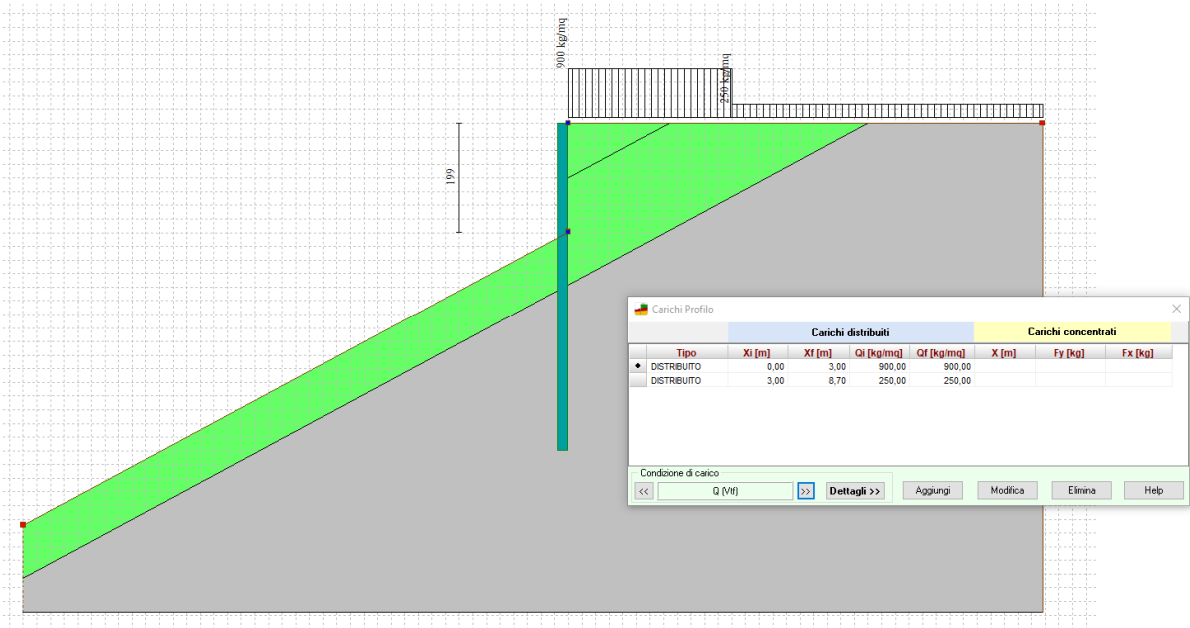 900 kg/mq
250 kg/mq
199
Carichi Profilo
Carichi distribuiti Carichi concentrati
Tipo Xi [m] Xf [m] Qi [kg/mq] Qf [kg/mq] X [m] Fy [kg] Fx [kg]
DISTRIBUITO 0,00 3,00 900,00 900,00
DISTRIBUITO 3,00 8,70 250,00 250,00
Condizione di carico
<< Q (Vtf) >> Dettagli >> Aggiungi Modifica Elimina Help